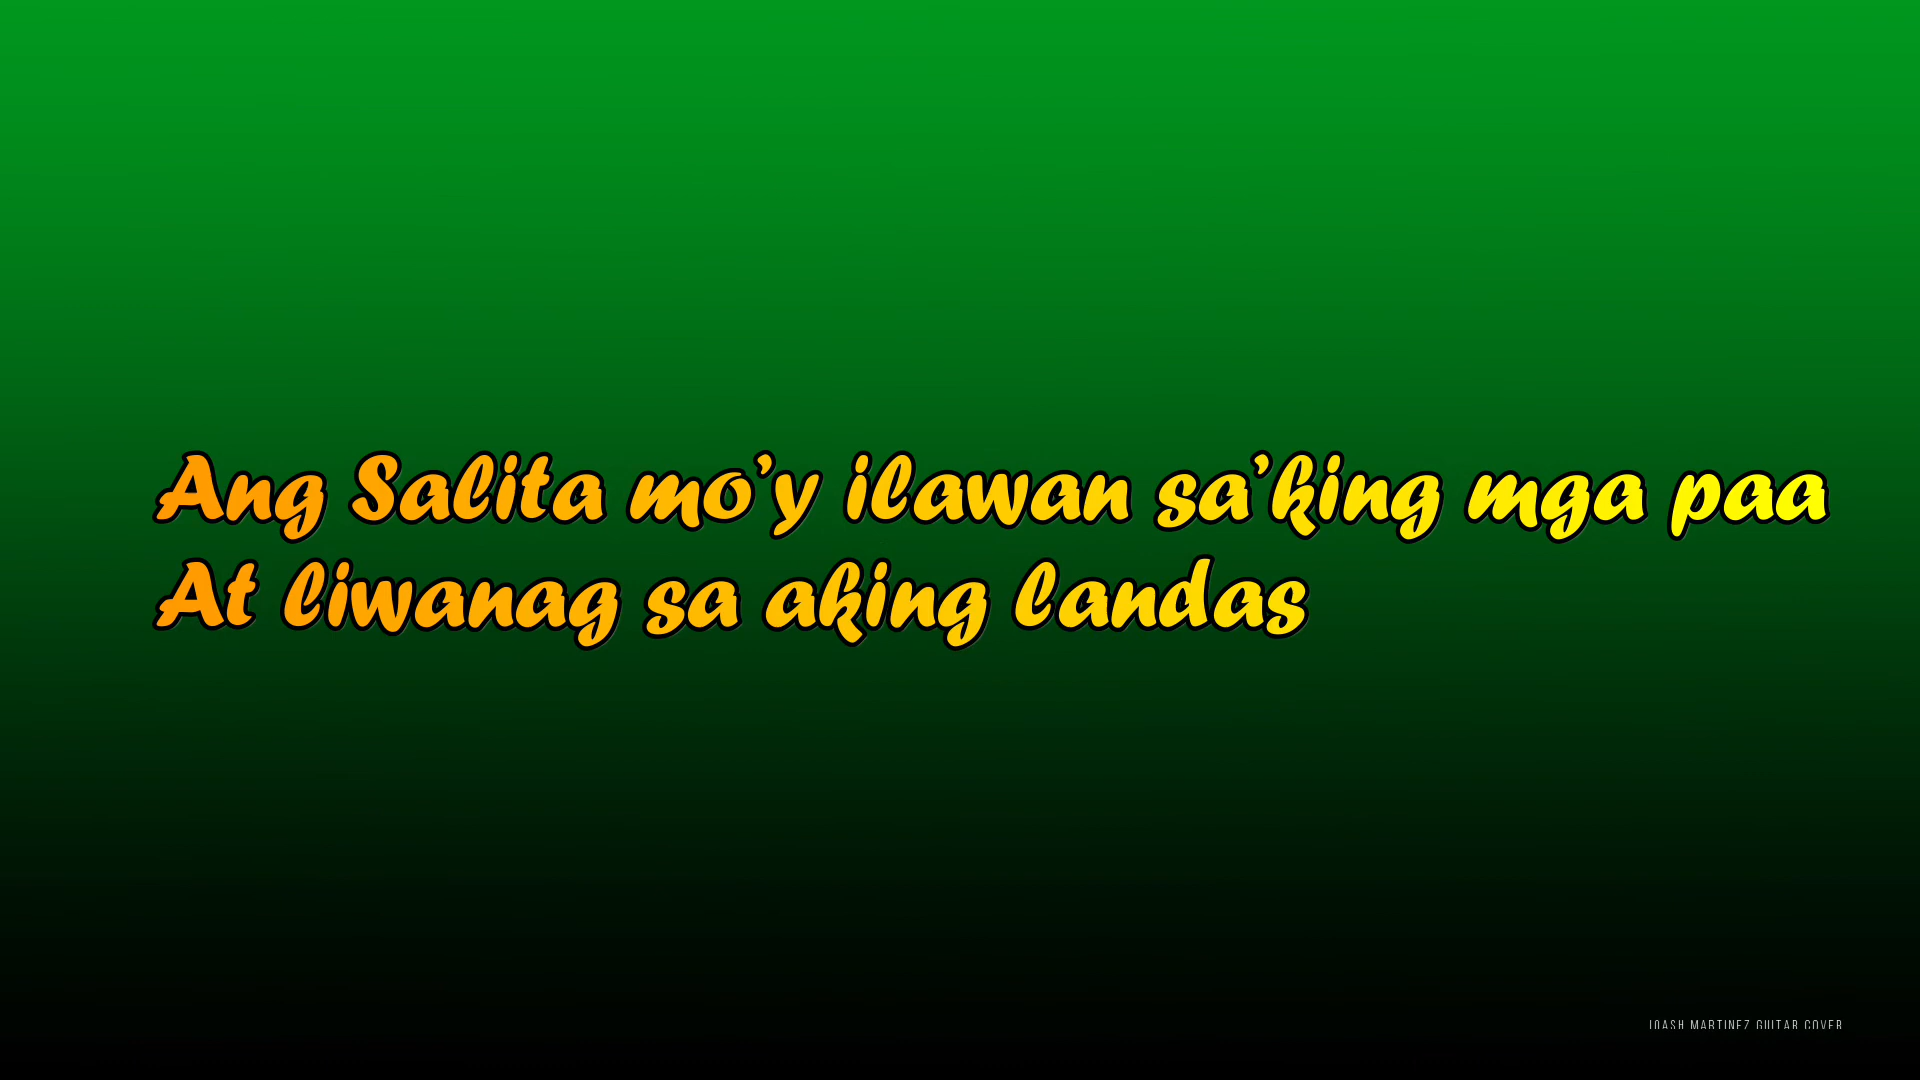 Ang Salita mo’y ilawan sa’king mga paa
At liwanag sa aking landas
JOASH MARTINEZ GUITAR COVER